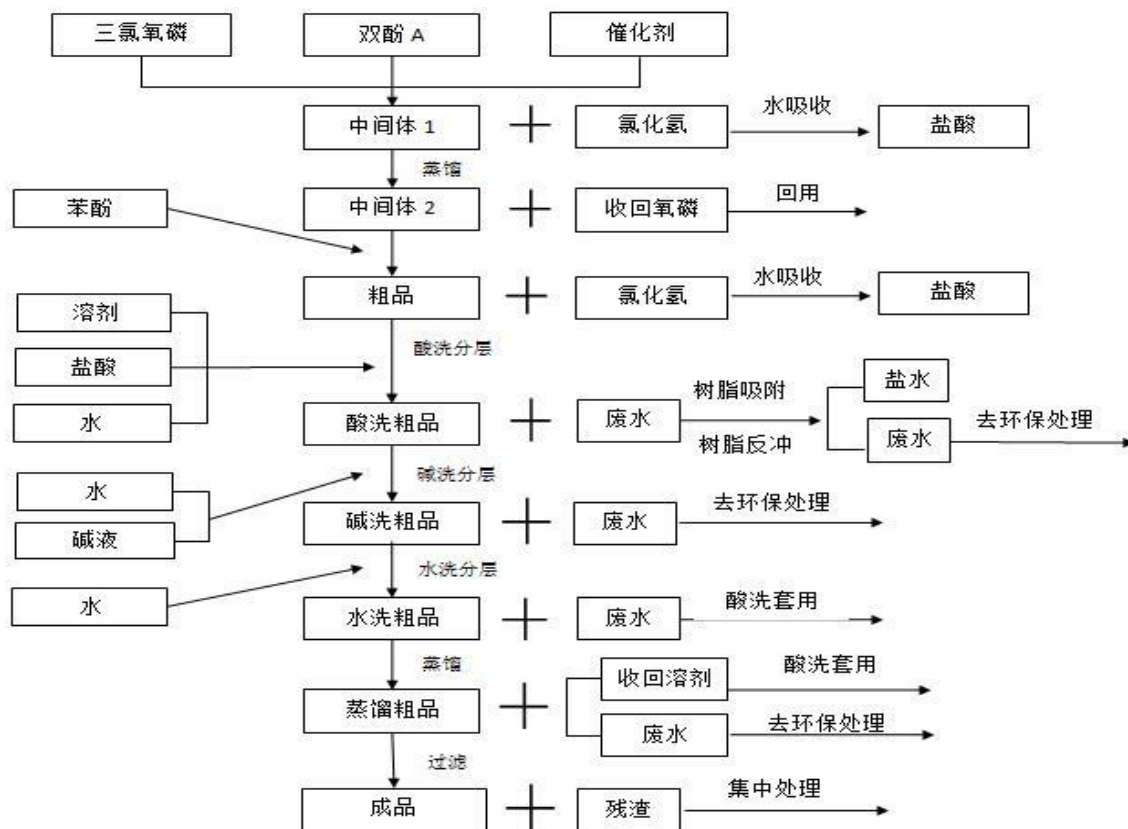 三氯氧磷
双酚 A
催化剂
中间体 1
氯化氢
水吸收
盐酸
蒸馏
苯酚
中间体 2
收回氧磷
回用
粗品
氯化氢
水吸收
盐酸
溶剂
盐酸
水
酸洗分层
酸洗粗品
废水
树脂吸附
树脂反冲
盐水
废水
去环保处理
水
碱液
碱洗分层
碱洗粗品
废水
去环保处理
水
水洗分层
水洗粗品
废水
酸洗套用
蒸馏
蒸馏粗品
收回溶剂
酸洗套用
废水
去环保处理
过滤
成品
残渣
集中处理